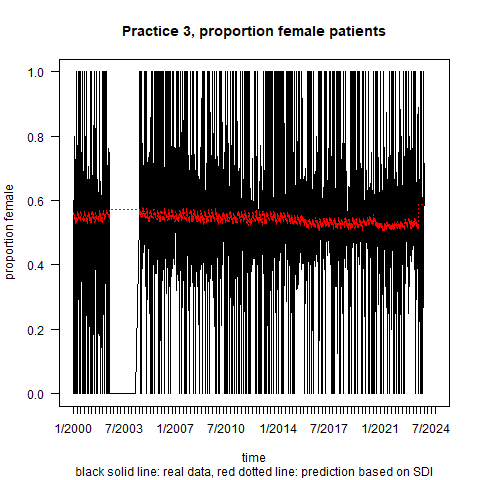 Practice 3, proportion female patients
proportion female
1.0
0.8
0.6
0.4
0.2
0.0
1/2000 7/2003 1/2007 7/2010 1/2014 7/2017 1/2021 7/2024
time
black solid line: real data, red dotted line: prediction based on SDI